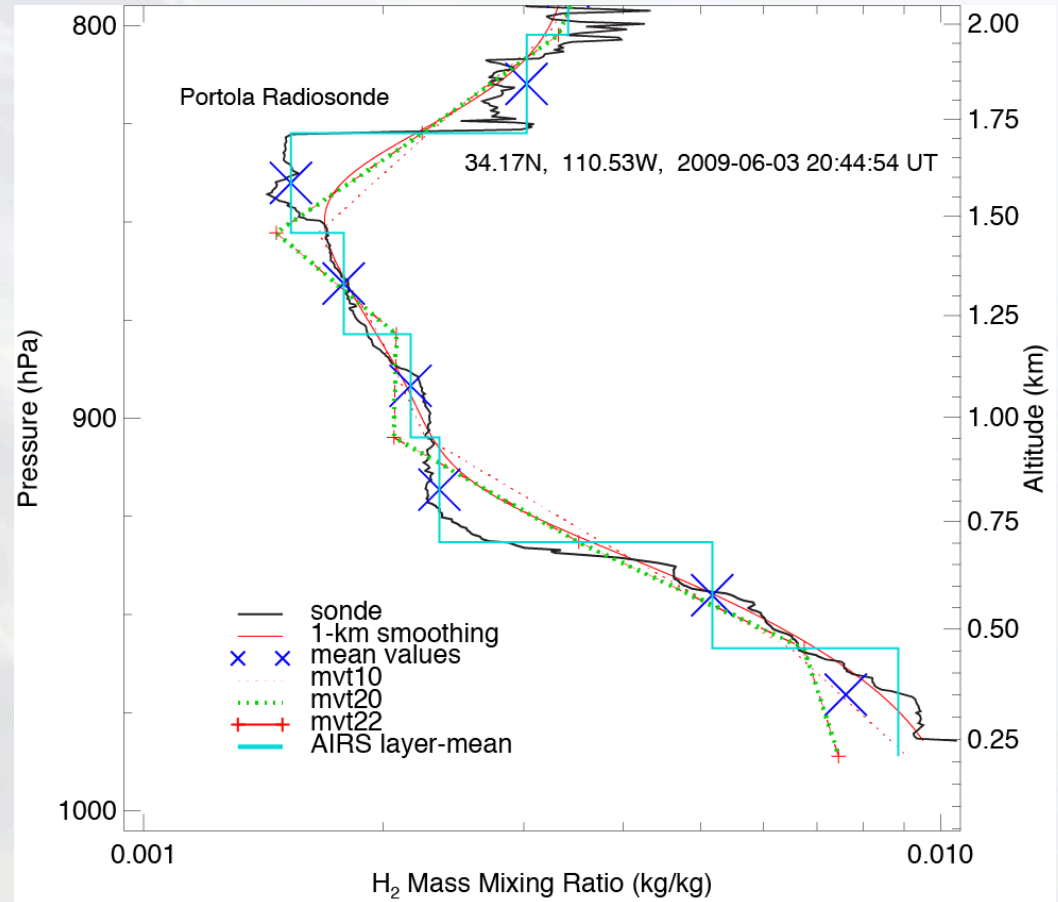 Portola Radiosonde
34.17N, 110.53W, 2009-06-03 20:44:54 UT
Pressure (hPa)
800
900
1000
sonde
1-km smoothing
mean values
mvt10
mvt20
mvt22
AIRS layer-mean
2.00
1.75
1.50
1.25
1.00
0.75
0.50
0.25
Altitude (km)
0.001
0.010
H₂ Mass Mixing Ratio (kg/kg)